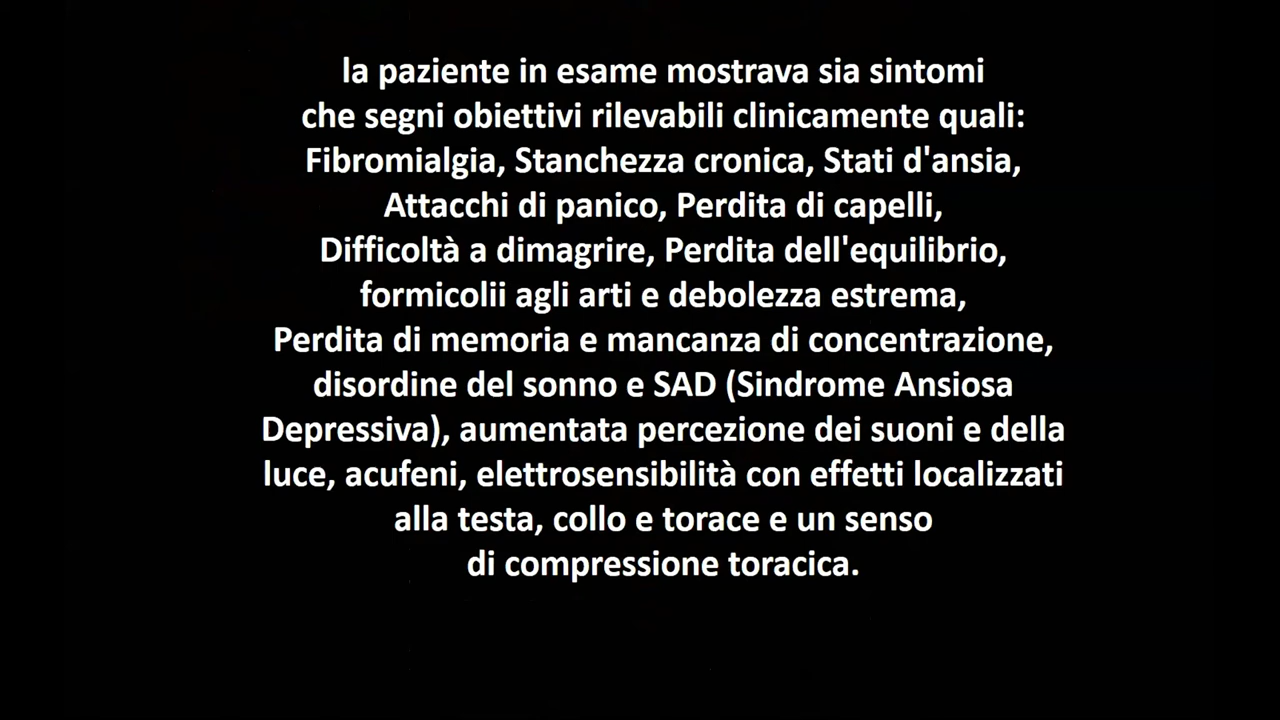 la paziente in esame mostrava sia sintomi
che segni obiettivi rilevabili clinicamente quali:
Fibromialgia, Stanchezza cronica, Stati d'ansia,
Attacchi di panico, Perdita di capelli,
Difficoltà a dimagrire, Perdita dell'equilibrio,
formicolii agli arti e debolezza estrema,
Perdita di memoria e mancanza di concentrazione,
disordine del sonno e SAD (Sindrome Ansiosa
Depressiva), aumentata percezione dei suoni e della
luce, acufeni, elettrosensibilità con effetti localizzati
alla testa, collo e torace e un senso
di compressione toracica.